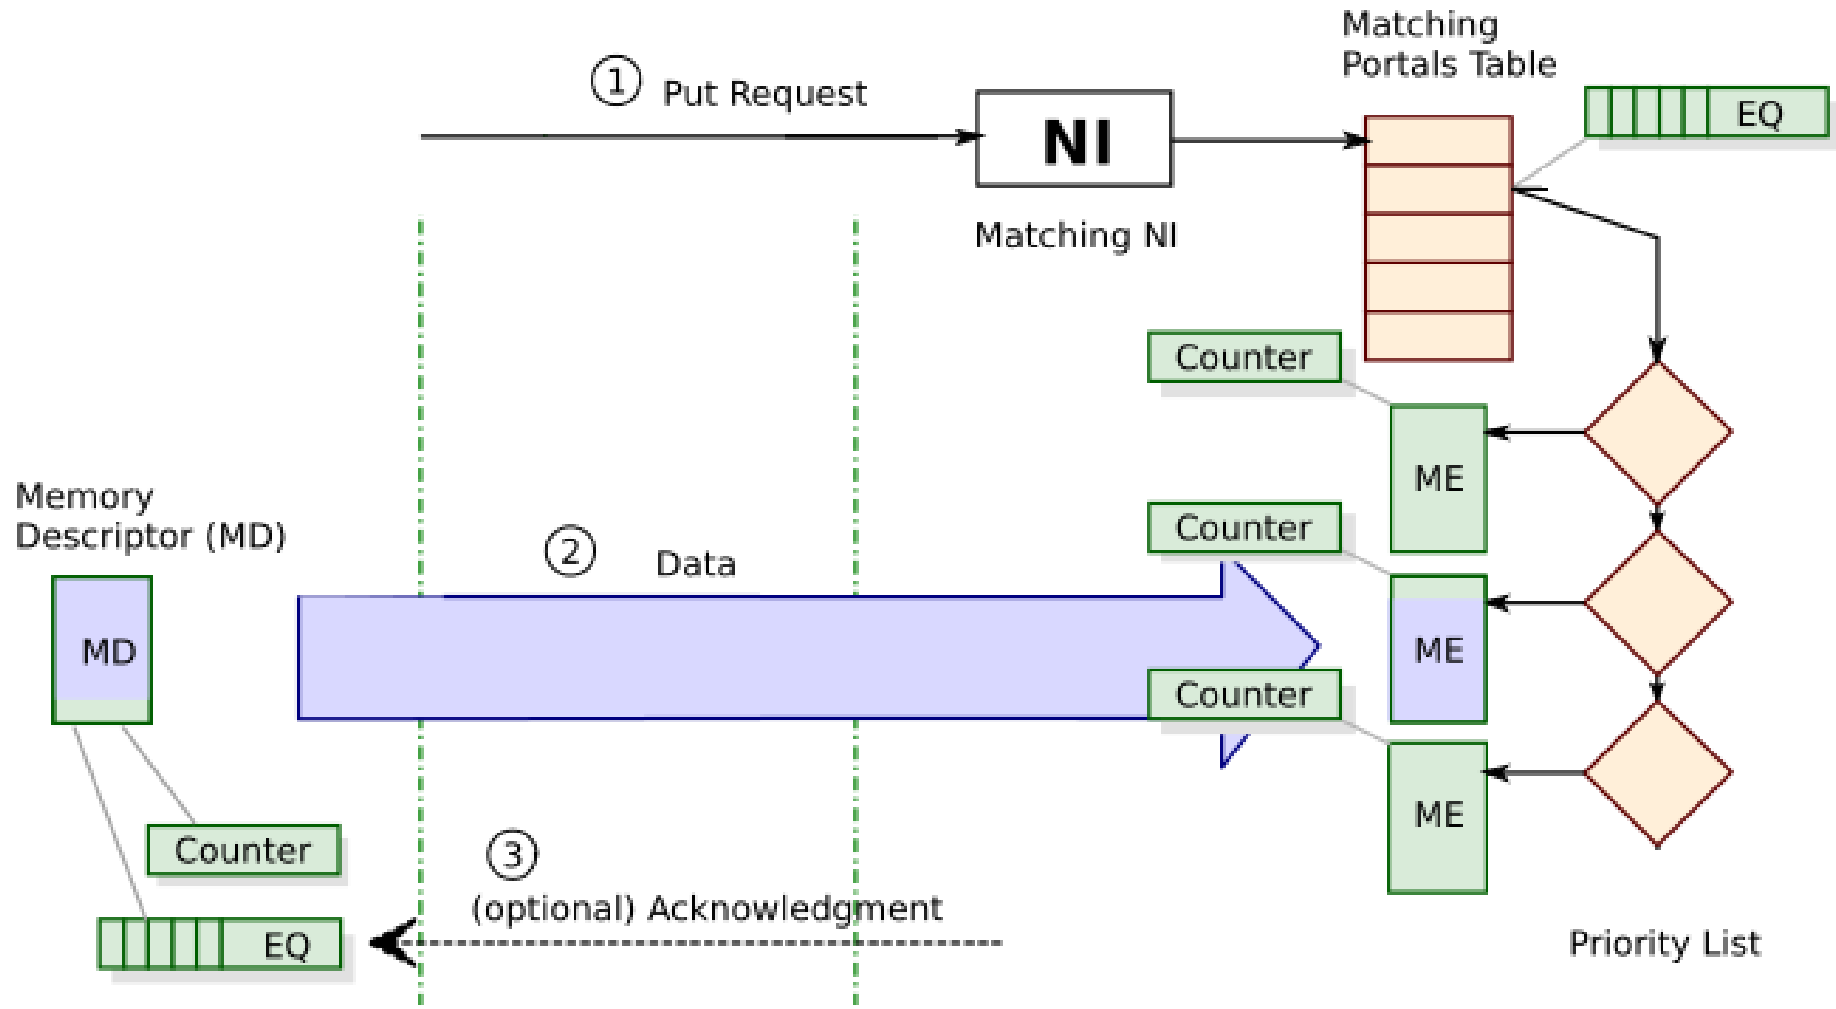 Matching
Portals Table
① Put Request
NI
EQ
Matching NI
Counter
ME
Memory
Descriptor (MD)
② Data
Counter
MD
ME
Counter
ME
Counter
③
(optional) Acknowledgment
EQ
Priority List